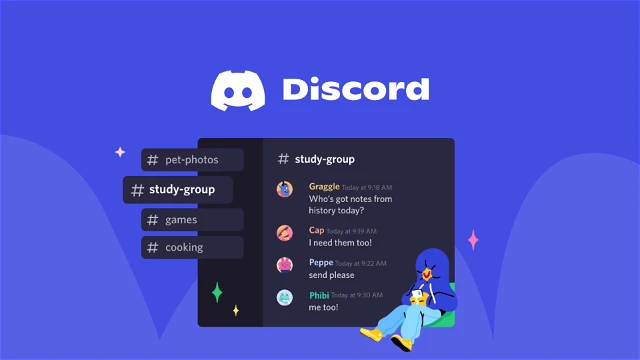 Discord
# pet-photos
# study-group
# games
# cooking
# study-group
Graggle Today at 9:18 AM
Who's got notes from
history today?
Cap Today at 9:19 AM
I need them too!
Peppe Today at 9:22 AM
send please
Phibi Today at 9:30 AM
me too!